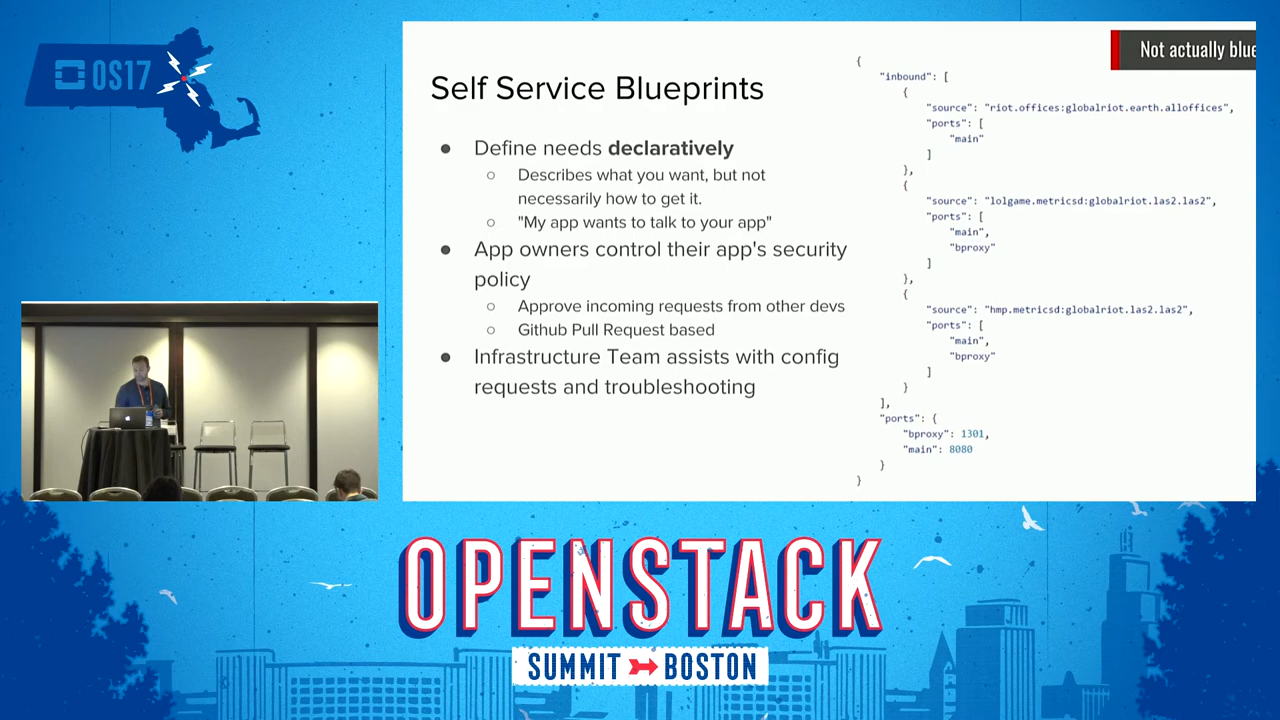 OS17
Not actually blue
Self Service Blueprints
● Define needs declaratively
○ Describes what you want, but not
necessarily how to get it.
○ "My app wants to talk to your app"
● App owners control their app's security
policy
○ Approve incoming requests from other devs
○ Github Pull Request based
● Infrastructure Team assists with config
requests and troubleshooting
{
"inbound": [
{
"source": "riot.offices:globalriot.earth.alloffices",
"ports": [
"main"
]
},
{
"source": "lolgame.metricsd:globalriot.las2.las2",
"ports": [
"main",
"bproxy"
]
},
{
"source": "hmp.metricsd:globalriot.las2.las2",
"ports": [
"main",
"bproxy"
]
}
],
"ports": {
"bproxy": 1301,
"main": 8080
}
}
OPENSTACK
SUMMIT BOSTON